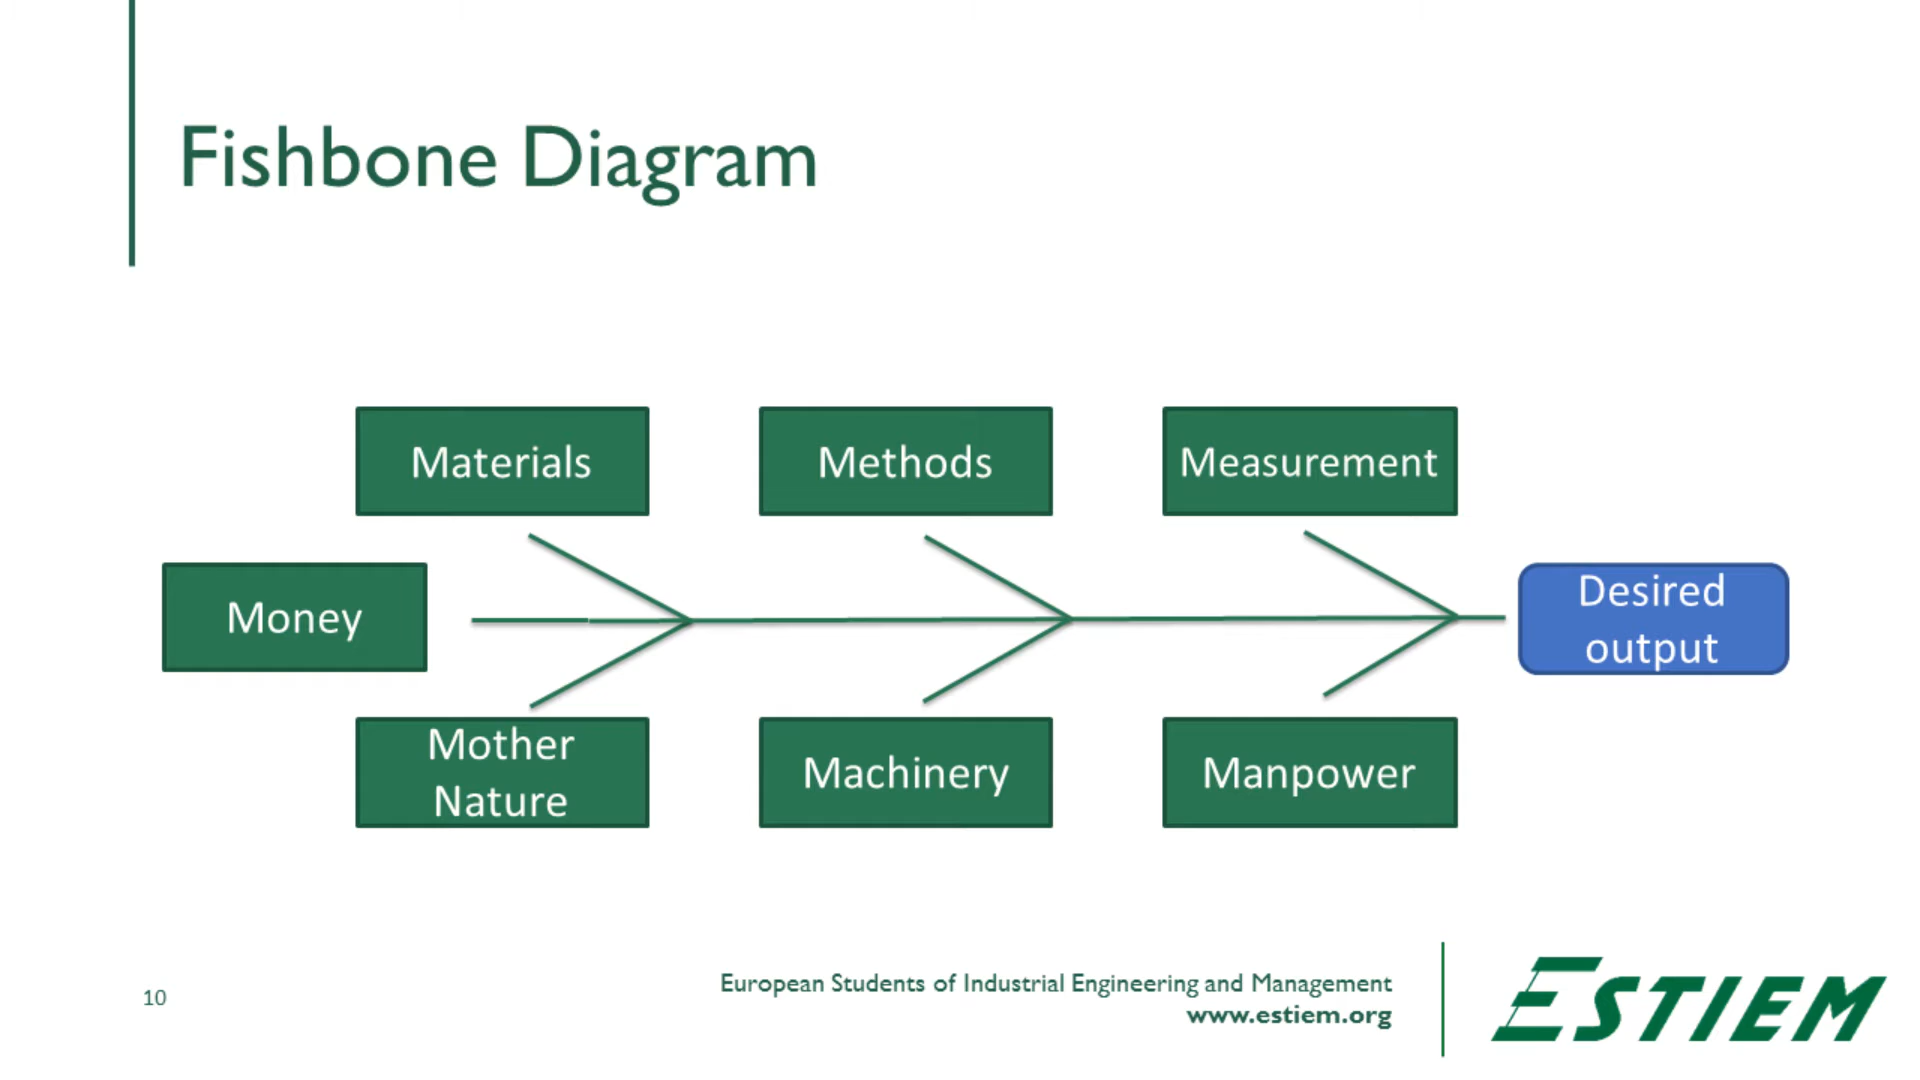 Fishbone Diagram
Materials
Methods
Measurement
Money
Desired
output
Mother
Nature
Machinery
Manpower
10
European Students of Industrial Engineering and Management
www.estiem.org
ESTIEM